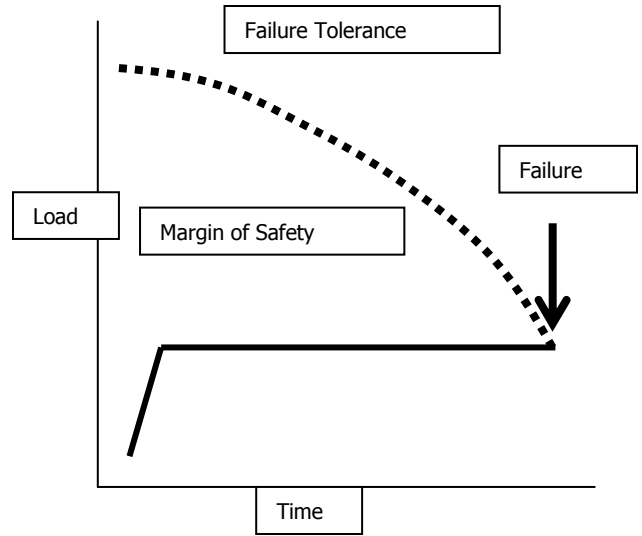 Failure Tolerance
Failure
Load
Margin of Safety
Time